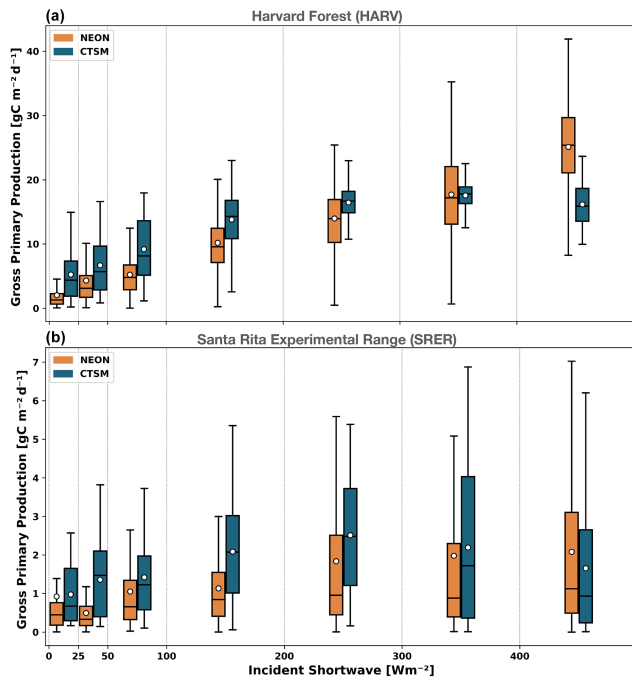 (a)
Harvard Forest (HARV)
NEON
CTSM
Gross Primary Production [gC m⁻² d⁻¹]
40
30
20
10
0
(b)
Santa Rita Experimental Range (SRER)
NEON
CTSM
Gross Primary Production [gC m⁻² d⁻¹]
7
6
5
4
3
2
1
0
0 25 50 100 200 300 400
Incident Shortwave [Wm⁻²]